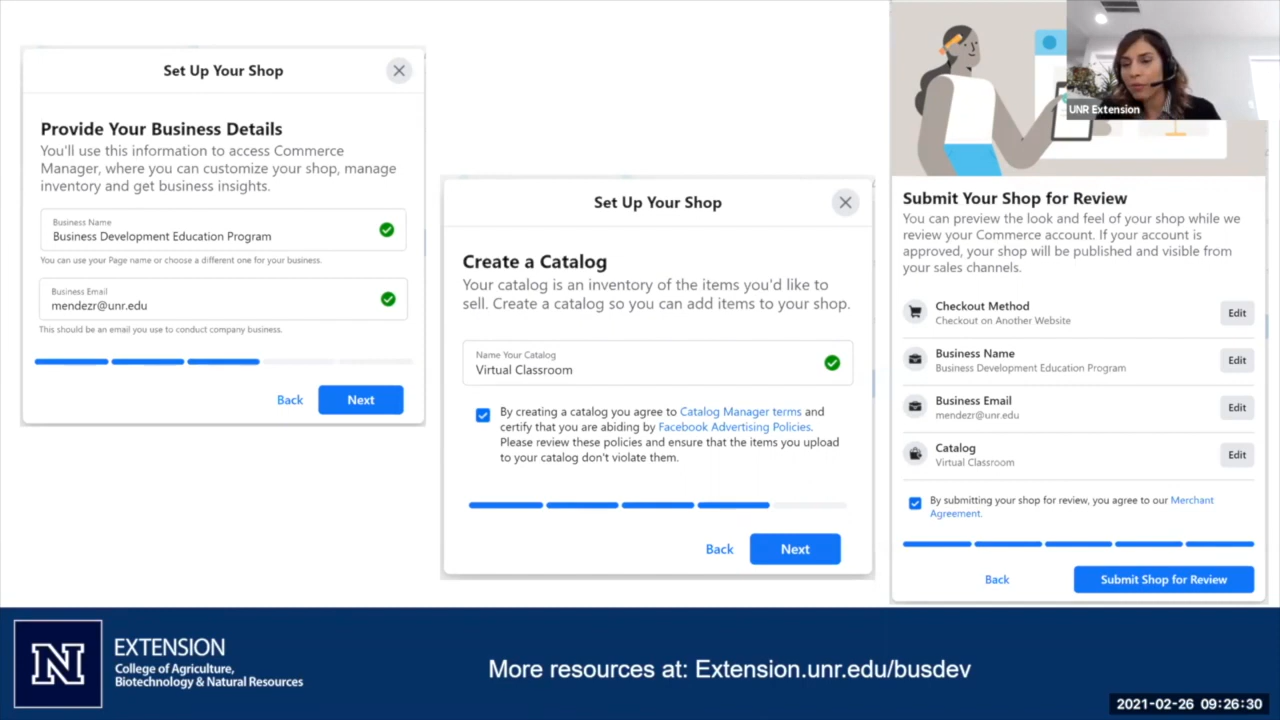 Set Up Your Shop
Provide Your Business Details
You'll use this information to access Commerce
Manager, where you can customize your shop, manage
inventory and get business insights.
Business Name
Business Development Education Program
You can use your Page name or choose a different one for your business.
Business Email
mendezr@unr.edu
This should be an email you use to conduct company business.
Back
Next
Set Up Your Shop
Create a Catalog
Your catalog is an inventory of the items you'd like to
sell. Create a catalog so you can add items to your shop.
Name Your Catalog
Virtual Classroom
By creating a catalog you agree to Catalog Manager terms and
certify that you are abiding by Facebook Advertising Policies.
Please review these policies and ensure that the items you upload
to your catalog don't violate them.
Back
Next
UNR Extension
Submit Your Shop for Review
You can preview the look and feel of your shop while we
review your Commerce account. If your account is
approved, your shop will be published and visible from
your sales channels.
Checkout Method
Checkout on Another Website
Edit
Business Name
Business Development Education Program
Edit
Business Email
mendezr@unr.edu
Edit
Catalog
Virtual Classroom
Edit
By submitting your shop for review, you agree to our Merchant
Agreement.
Back
Submit Shop for Review
N
EXTENSION
College of Agriculture,
Biotechnology & Natural Resources
More resources at: Extension.unr.edu/busdev
2021-02-26 09:26:30